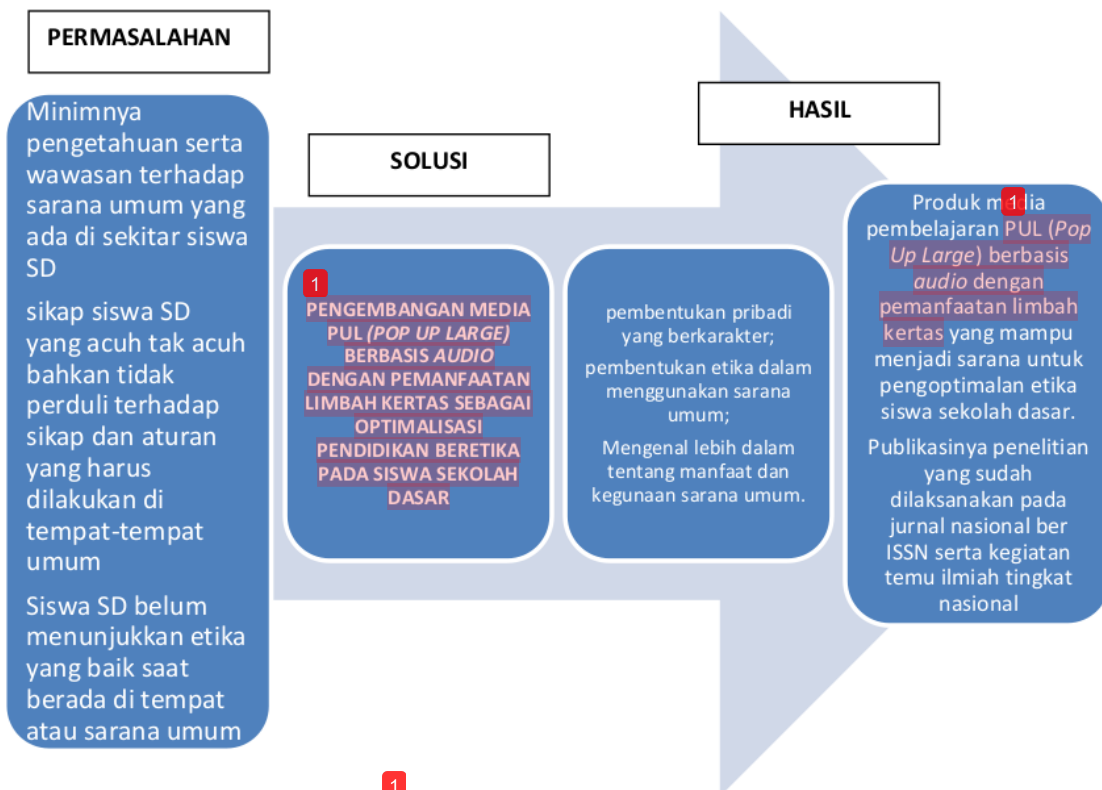 PERMASALAHAN
Minimnya
pengetahuan serta
wawasan terhadap
sarana umum yang
ada di sekitar siswa
SD
sikap siswa SD
yang acuh tak acuh
bahkan tidak
perduli terhadap
sikap dan aturan
yang harus
dilakukan di
tempat-tempat
umum
Siswa SD belum
menunjukkan etika
yang baik saat
berada di tempat
atau sarana umum
SOLUSI
1
PENGEMBANGAN MEDIA
PUL (POP UP LARGE)
BERBASIS AUDIO
DENGAN PEMANFAATAN
LIMBAH KERTAS SEBAGAI
OPTIMALISASI
PENDIDIKAN BERETIKA
PADA SISWA SEKOLAH
DASAR
pembentukan pribadi
yang berkarakter;
pembentukan etika dalam
menggunakan sarana
umum;
Mengenal lebih dalam
tentang manfaat dan
kegunaan sarana umum.
HASIL
1
Produk media
pembelajaran PUL (Pop
Up Large) berbasis
audio dengan
pemanfaatan limbah
kertas yang mampu
menjadi sarana untuk
pengoptimalan etika
siswa sekolah dasar.
Publikasinya penelitian
yang sudah
dilaksanakan pada
jurnal nasional ber
ISSN serta kegiatan
temu ilmiah tingkat
nasional
1